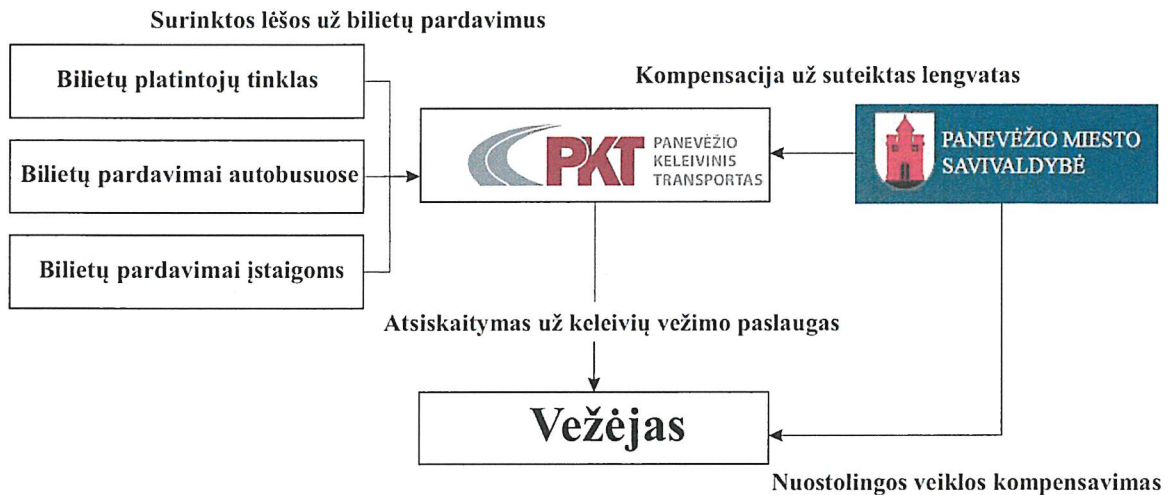 Surinktos lėšos už bilietų pardavimus
Bilietų platintojų tinklas
Bilietų pardavimai autobusuose
Bilietų pardavimai įstaigoms
Kompensacija už suteiktas lengvatas
PKT
PANEVĖŽIO
KELEIVINIS
TRANSPORTAS
PANEVĖŽIO MIESTO
SAVIVALDYBĖ
Atsiskaitymas už keleivių vežimo paslaugas
Vežėjas
Nuostolingos veiklos kompensavimas